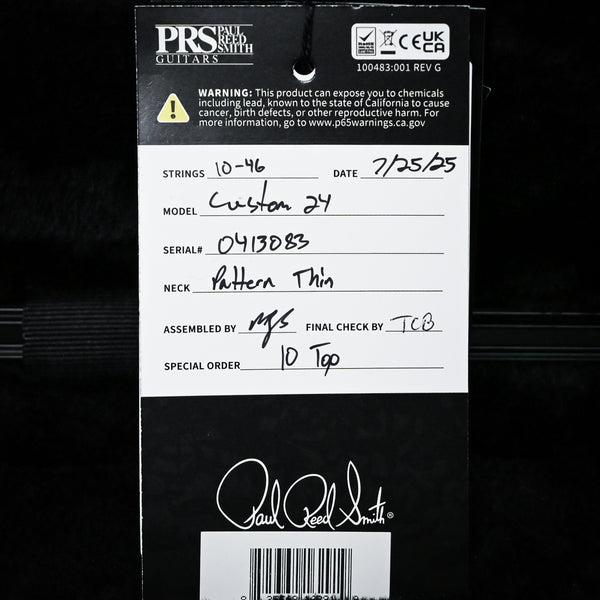 PRS PAUL REED SMITH
GUITARS
UK CA CE
100483:001 REV G
WARNING: This product can expose you to chemicals
including lead, known to the state of California to cause
cancer, birth defects, or other reproductive harm. For
more information, go to www.p65warnings.ca.gov
STRINGS 10-46 DATE 7/25/25
MODEL Custom 24
SERIAL# 0413083
NECK Pattern Thin
ASSEMBLED BY FINAL CHECK BY TCB
SPECIAL ORDER 10 Top
Paul Reed Smith®